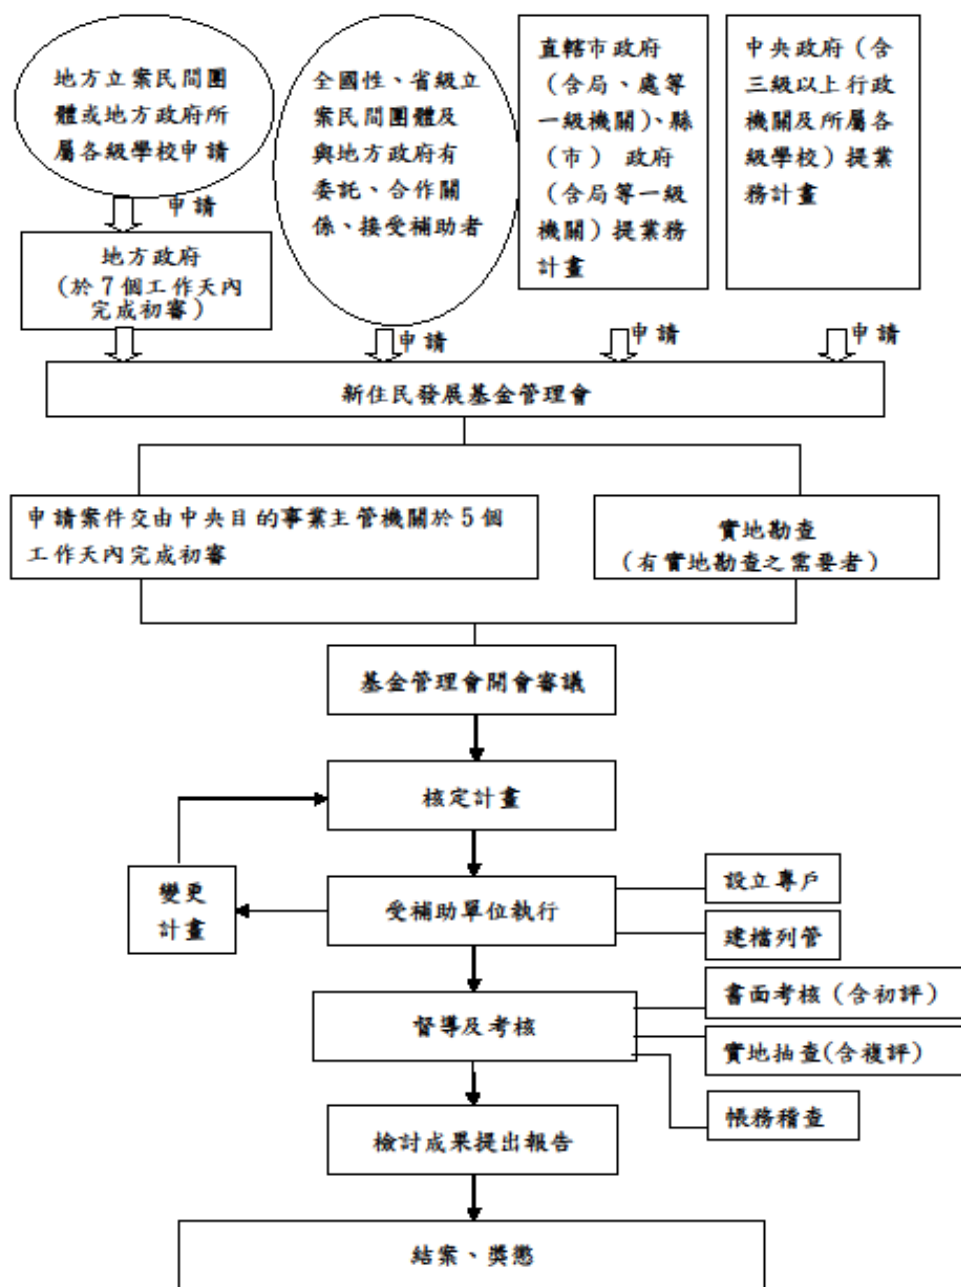 地方立案民間團
體或地方政府所
屬各級學校申請
全國性、省級立
案民間團體及
與地方政府有
委託、合作關
係、接受補助者
直轄市政府
(含局、處等
一級機關)、縣
(市) 政府
(含局等一級
機關) 提業務
計畫
中央政府(含
三級以上行政
機關及所屬各
級學校)提業
務計畫
申請
地方政府
(於7個工作天內
完成初審)
申請
申請
申請
新住民發展基金管理會
申請案件交由中央目的事業主管機關於5個
工作天內完成初審
實地勘查
(有實地勘查之需要者)
基金管理會開會審議
核定計畫
變更
計畫
受補助單位執行
設立專戶
建檔列管
督導及考核
書面考核(含初評)
實地抽查(含複評)
帳務稽查
檢討成果提出報告
結案、獎懲